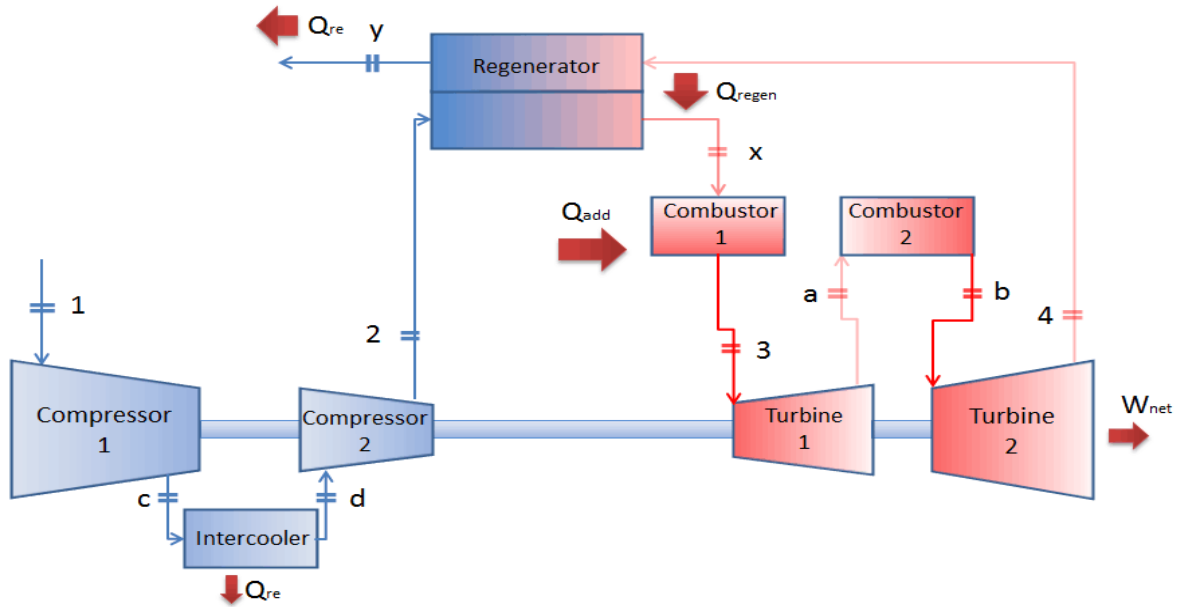 Qre
y
Regenerator
Qregen
x
Qadd
Combustor
1
Combustor
2
1
2
3
a
b
4
Compressor
1
Compressor
2
Turbine
1
Turbine
2
Wnet
c
d
Intercooler
Qre